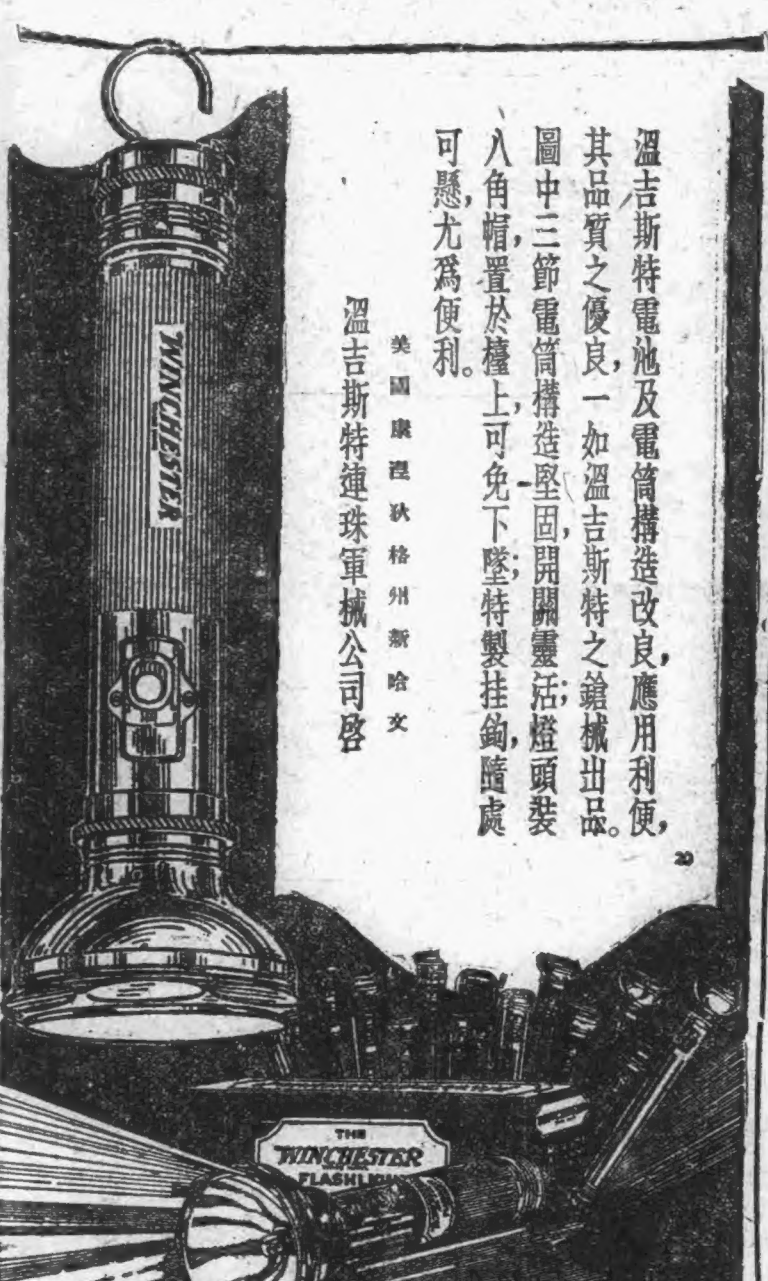 溫吉斯特電池及電筒構造改良,應用利便,
其品質之優良,一如溫吉斯特之鎗械出品。
圖中三節電筒構造堅固,開關靈活;燈頭裝
八角帽,置於檯上,可免下墜;特製挂鈎,隨處
可懸,尤爲便利。
美國康湼狄格州新哈文
溫吉斯特連珠軍械公司啓
20
WINCHESTER
THE
WINCHESTER